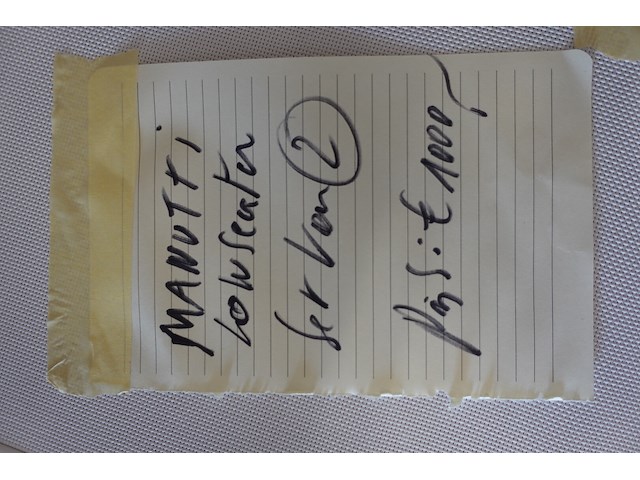 MANUTTI
Lowseater
Set van 2
Prijs: € 1000,-